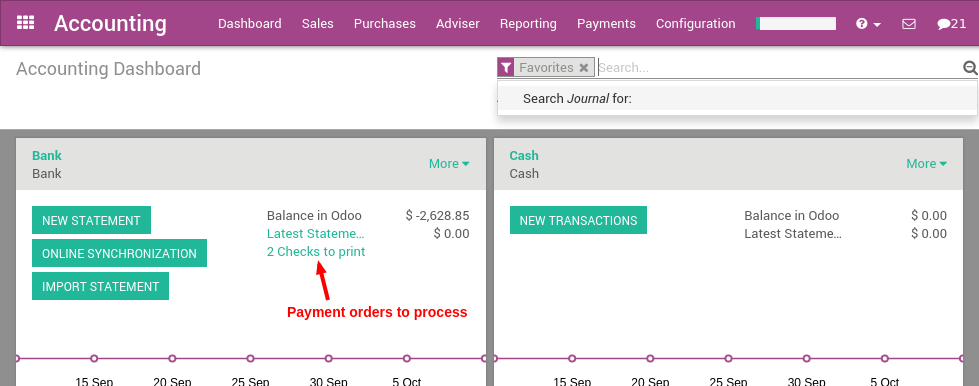 Accounting Dashboard Sales Purchases Adviser Reporting Payments Configuration 21
Accounting Dashboard
Favorites Search...
Search Journal for:
Bank
Bank
More
NEW STATEMENT
ONLINE SYNCHRONIZATION
IMPORT STATEMENT
Balance in Odoo $ -2,628.85
Latest Stateme... $ 0.00
2 Checks to print
Payment orders to process
15 Sep 20 Sep 25 Sep 30 Sep 5 Oct
Cash
Cash
More
NEW TRANSACTIONS
Balance in Odoo $ 0.00
Latest Stateme... $ 0.00
15 Sep 20 Sep 25 Sep 30 Sep 5 Oct